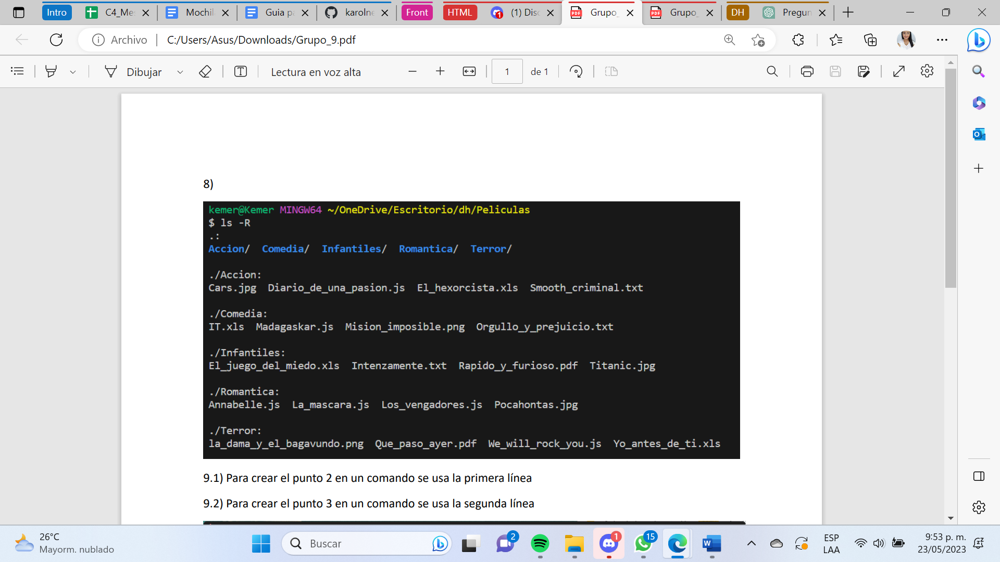 Intro
C4_Me
Mochil
Guia pa
karolne
Front
HTML
(1) Disc
Grupo_
Grupo_
DH
Pregun
Archivo
C:/Users/Asus/Downloads/Grupo_9.pdf
Dibujar
Lectura en voz alta
1
de 1
8)
kemer@Kemer MINGW64 ~/OneDrive/Escritorio/dh/Peliculas
$ ls -R
.:
Accion/  Comedia/  Infantiles/  Romantica/  Terror/
./Accion:
Cars.jpg  Diario_de_una_pasion.js  El_hexorcista.xls  Smooth_criminal.txt
./Comedia:
IT.xls  Madagaskar.js  Mision_imposible.png  Orgullo_y_prejuicio.txt
./Infantiles:
El_juego_del_miedo.xls  Intenzamente.txt  Rapido_y_furioso.pdf  Titanic.jpg
./Romantica:
Annabelle.js  La_mascara.js  Los_vengadores.js  Pocahontas.jpg
./Terror:
la_dama_y_el_bagavundo.png  Que_paso_ayer.pdf  We_will_rock_you.js  Yo_antes_de_ti.xls
9.1) Para crear el punto 2 en un comando se usa la primera línea
9.2) Para crear el punto 3 en un comando se usa la segunda línea
26°C
Mayorm. nublado
Buscar
2
1
15
ESP
LAA
9:53 p. m.
23/05/2023